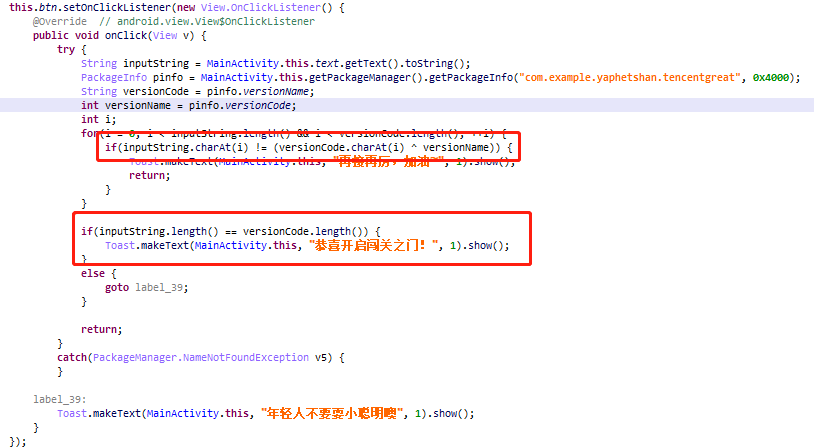 this.btn.setOnClickListener(new View.OnClickListener() {
@Override // android.view.View$OnClickListener
public void onClick(View v) {
try {
String inputString = MainActivity.this.text.getText().toString();
PackageInfo pinfo = MainActivity.this.getPackageManager().getPackageInfo("com.example.yaphetshan.tencentgreat", 0x4000);
String versionCode = pinfo.versionName;
int versionName = pinfo.versionCode;
int i;
for(i = 0; i < inputString.length() && i < versionCode.length(); ++i) {
if(inputString.charAt(i) != (versionCode.charAt(i) ^ versionName)) {
Toast.makeText(MainActivity.this, "再接再厉，加油~", 1).show();
return;
}
}
if(inputString.length() == versionCode.length()) {
Toast.makeText(MainActivity.this, "恭喜开启闯关之门！", 1).show();
}
else {
goto label_39;
}
return;
}
catch(PackageManager.NameNotFoundException v5) {
}
label_39:
Toast.makeText(MainActivity.this, "年轻人不要耍小聪明噢", 1).show();
}
});